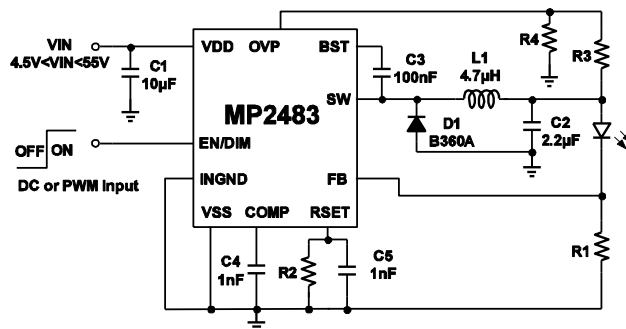 VIN
4.5V<VIN<55V
C1
10µF
VDD
OVP
BST
SW
MP2483
EN/DIM
INGND
FB
VSS
COMP
RSET
OFF
ON
DC or PWM input
C3
100nF
L1
4.7µH
R4
R3
D1
B360A
C2
2.2µF
C4
1nF
R2
C5
1nF
R1